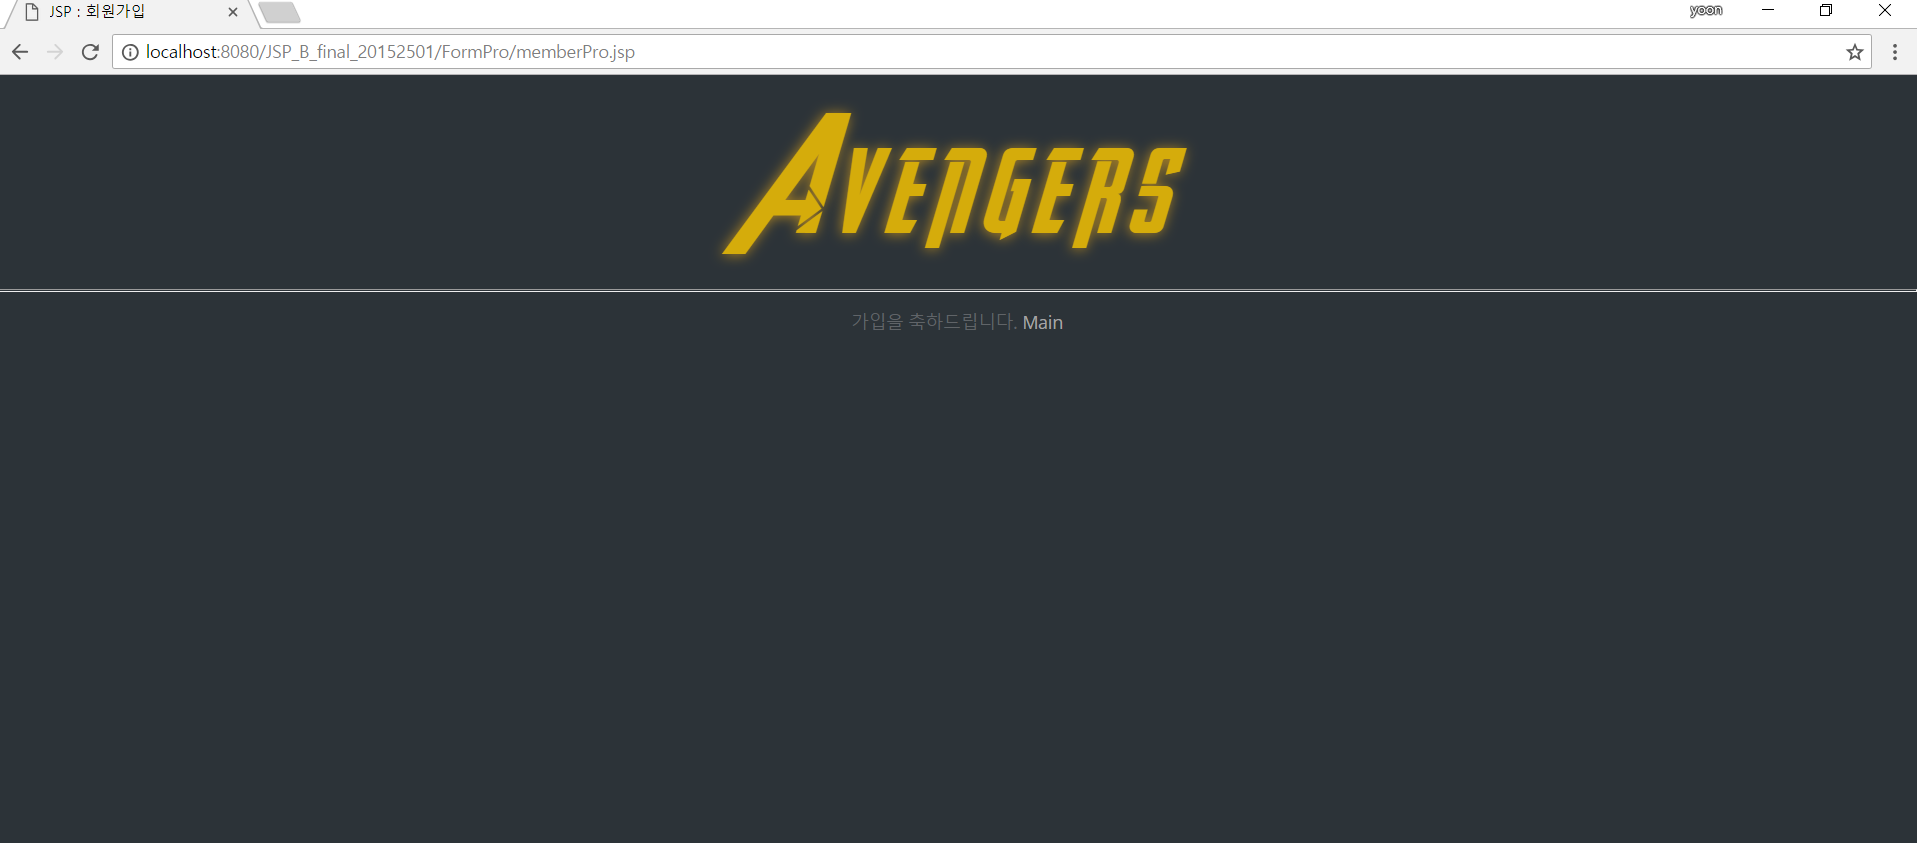 JSP : 회원가입
yoon
localhost:8080/JSP_B_final_20152501/FormPro/memberPro.jsp
AVENGERS
가입을 축하드립니다. Main